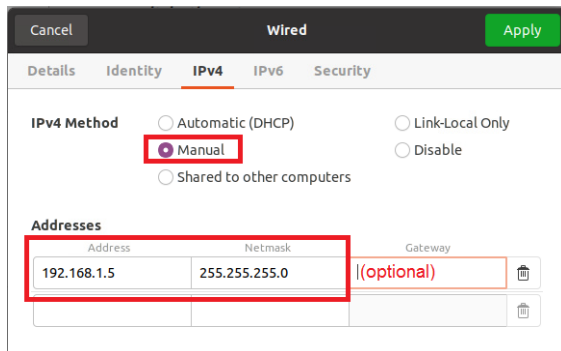 Cancel Wired Apply
Details Identity IPv4 IPv6 Security
IPv4 Method Automatic (DHCP) Link-Local Only
Manual Disable
Shared to other computers
Addresses
Address Netmask Gateway
192.168.1.5 255.255.255.0 (optional)